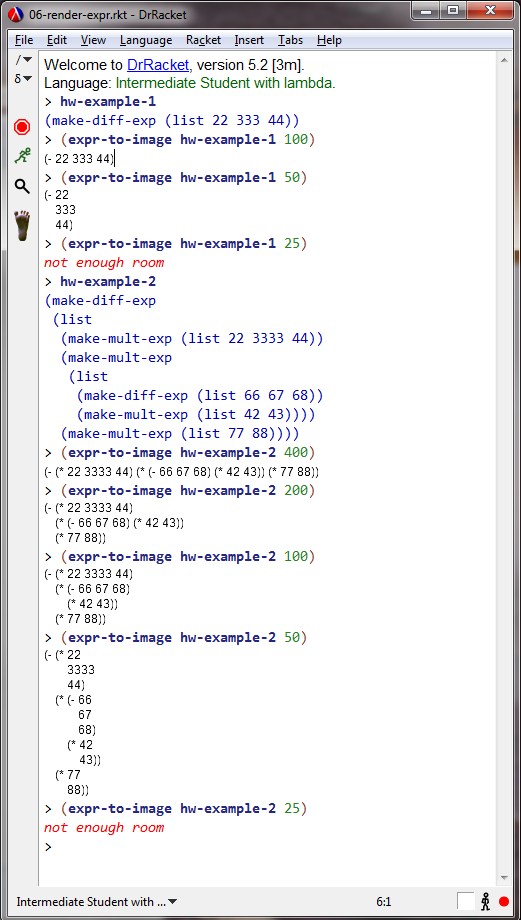 06-render-expr.rkt - DrRacket
File Edit View Language Racket Insert Tabs Help
Welcome to DrRacket, version 5.2 [3m].
Language: Intermediate Student with lambda.
> hw-example-1
(make-diff-exp (list 22 333 44))
> (expr-to-image hw-example-1 100)
(- 22 333 44)
> (expr-to-image hw-example-1 50)
(- 22
333
44)
> (expr-to-image hw-example-1 25)
not enough room
> hw-example-2
(make-diff-exp
(list
(make-mult-exp (list 22 3333 44))
(make-mult-exp
(list
(make-diff-exp (list 66 67 68))
(make-mult-exp (list 42 43))))
(make-mult-exp (list 77 88))))
> (expr-to-image hw-example-2 400)
(- (* 22 3333 44) (* (- 66 67 68) (* 42 43)) (* 77 88))
> (expr-to-image hw-example-2 200)
(- (* 22 3333 44)
(* (- 66 67 68) (* 42 43))
(* 77 88))
> (expr-to-image hw-example-2 100)
(- (* 22 3333 44)
(* (- 66 67 68)
(* 42 43))
(* 77 88))
> (expr-to-image hw-example-2 50)
(- (* 22
3333
44)
(* (- 66
67
68)
(* 42
43))
(* 77
88))
> (expr-to-image hw-example-2 25)
not enough room
>
Intermediate Student with ... 6:1